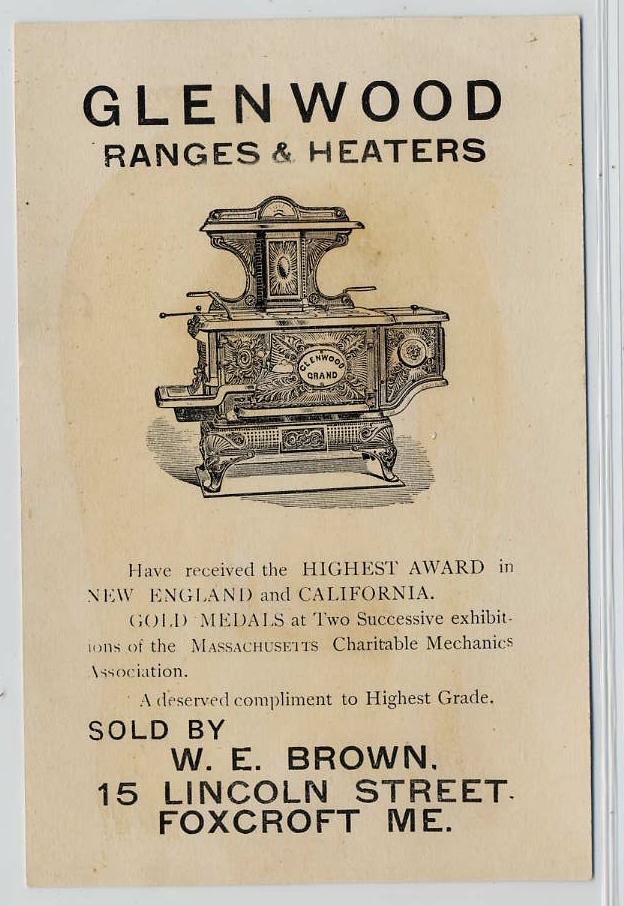 GLENWOOD
RANGES & HEATERS
GLENWOOD
GRAND
Have received the HIGHEST AWARD in
NEW ENGLAND and CALIFORNIA.
GOLD MEDALS at Two Successive exhibit-
ions of the MASSACHUSETTS Charitable Mechanics
Association.
A deserved compliment to Highest Grade.
SOLD BY
W. E. BROWN.
15 LINCOLN STREET.
FOXCROFT ME.